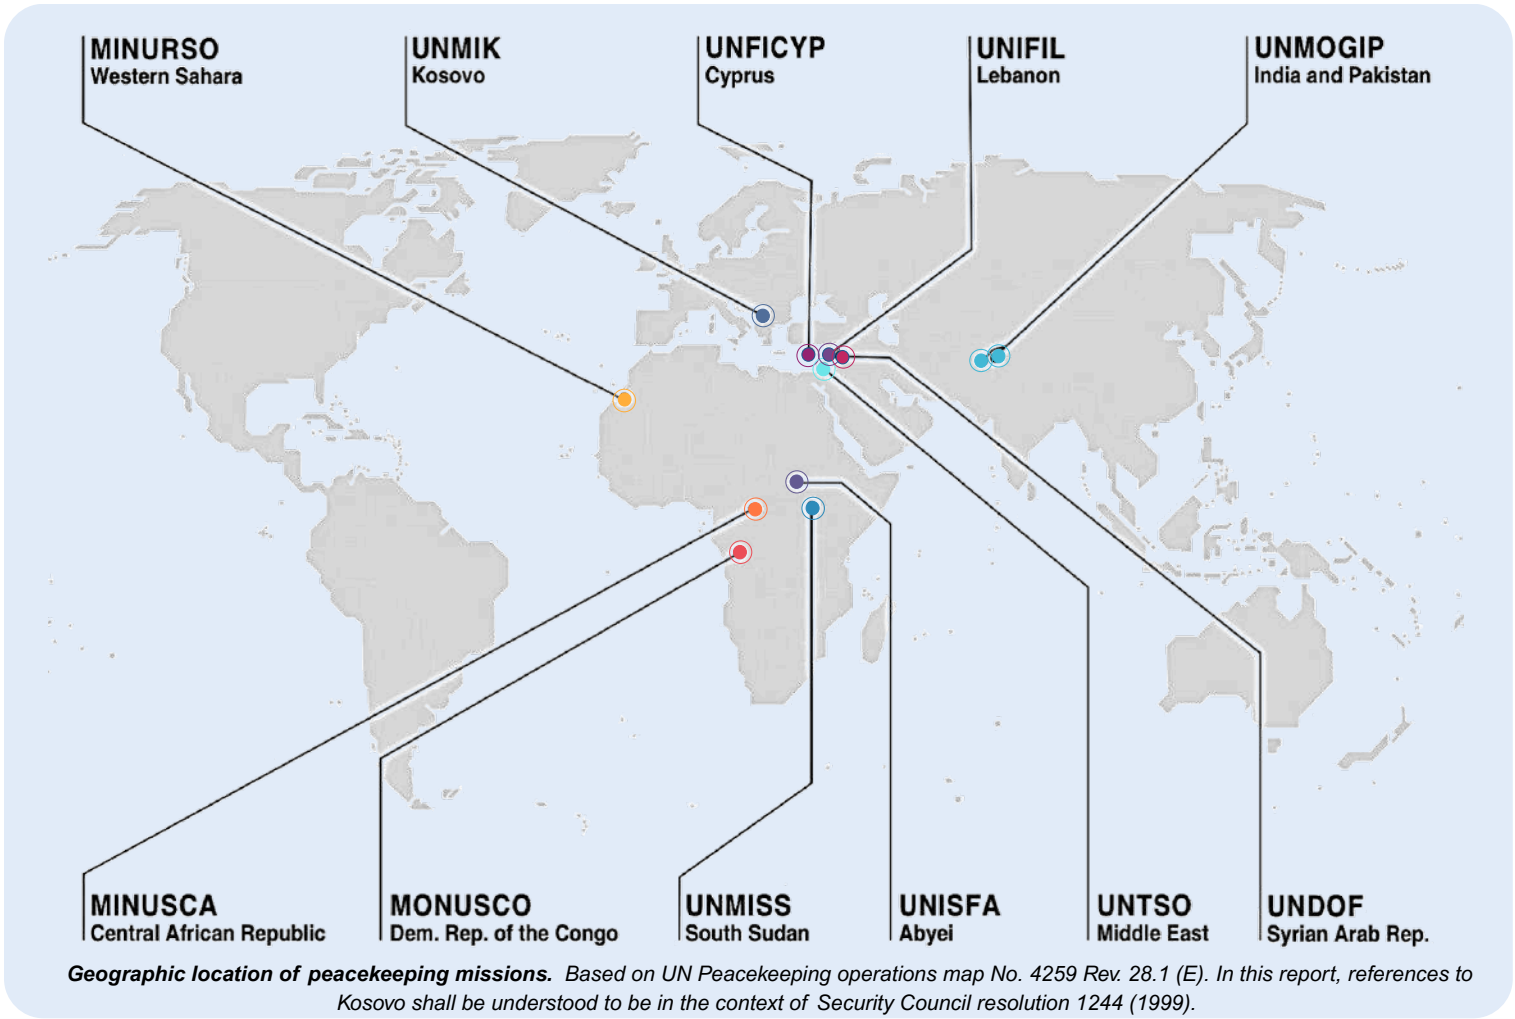 MINURSO
Western Sahara
UNMIK
Kosovo
UNFICYP
Cyprus
UNIFIL
Lebanon
UNMOGIP
India and Pakistan
MINUSCA
Central African Republic
MONUSCO
Dem. Rep. of the Congo
UNMISS
South Sudan
UNISFA
Abyei
UNTSO
Middle East
UNDOF
Syrian Arab Rep.
Geographic location of peacekeeping missions. Based on UN Peacekeeping operations map No. 4259 Rev. 28.1 (E). In this report, references to
Kosovo shall be understood to be in the context of Security Council resolution 1244 (1999).